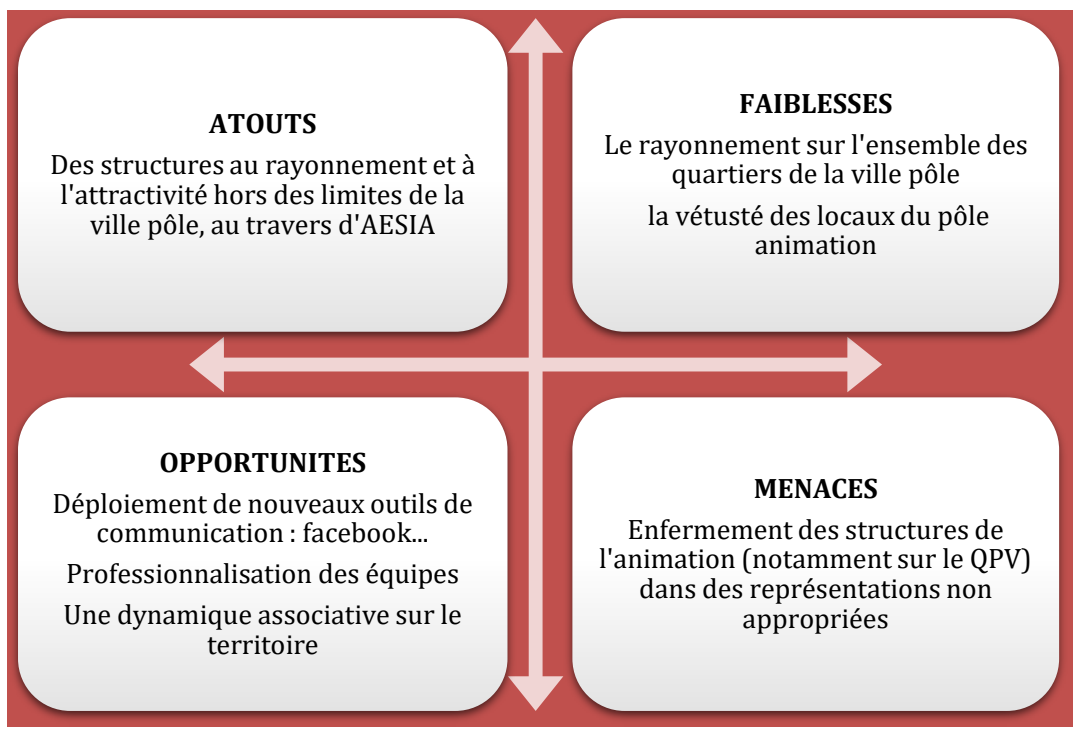 ATOUTS
Des structures au rayonnement et à
l'attractivité hors des limites de la
ville pôle, au travers d'AESIA
FAIBLESSES
Le rayonnement sur l'ensemble des
quartiers de la ville pôle
la vétusté des locaux du pôle
animation
OPPORTUNITES
Déploiement de nouveaux outils de
communication : facebook...
Professionnalisation des équipes
Une dynamique associative sur le
territoire
MENACES
Enfermement des structures de
l'animation (notamment sur le QPV)
dans des représentations non
appropriées